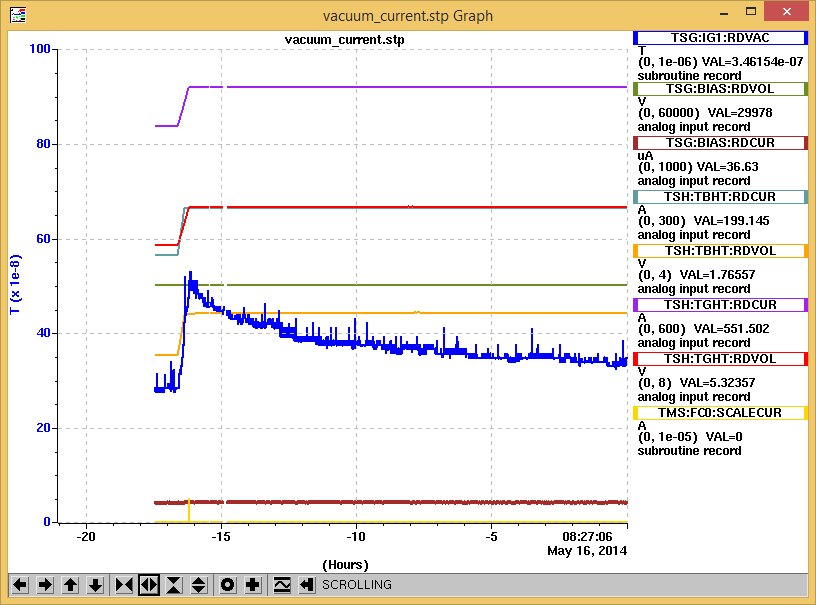 vacuum_current.stp Graph
vacuum_current.stp
100
80
60
40
20
0
T (x 1e-8)
-20
-15
-10
-5
08:27:06
May 16, 2014
(Hours)
TSG:IG1:RDVAC
T
(0, 1e-06) VAL=3.46154e-07
subroutine record
TSG:BIAS:RDVOL
V
(0, 60000) VAL=29978
analog input record
TSG:BIAS:RDCUR
uA
(0, 1000) VAL=36.63
analog input record
TSH:TBHT:RDCUR
A
(0, 300) VAL=199.145
analog input record
TSH:TBHT:RDVOL
V
(0, 4) VAL=1.76557
analog input record
TSH:TGHT:RDCUR
A
(0, 600) VAL=551.502
analog input record
TSH:TGHT:RDVOL
V
(0, 8) VAL=5.32357
analog input record
TMS:FC0:SCALECUR
A
(0, 1e-05) VAL=0
subroutine record
SCROLLING